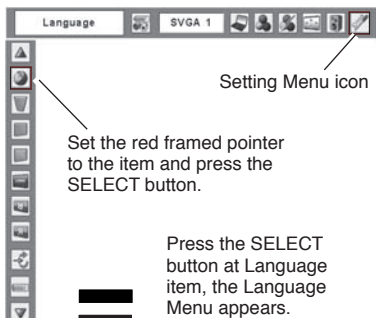 Language
SVGA 1
Setting Menu icon
Set the red framed pointer
to the item and press the
SELECT button.
Press the SELECT
button at Language
item, the Language
Menu appears.